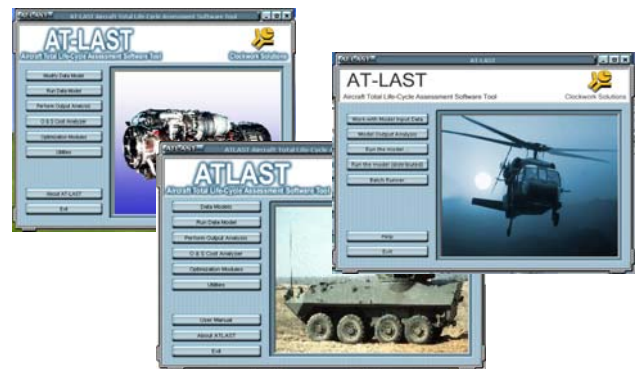 AT-LAST Aircraft Total Life-Cycle Assessment Software Tool
AT-LAST
Aircraft Total Life-Cycle Assessment Software Tool
Clockwork Solutions
Modify Data Model
Run Data Model
Perform Output Analysis
O & S Cost Analyzer
Optimization Modules
Utilities
About AT-LAST
Exit
ATLAST Aircraft Total Life-Cycle Asses
ATLAST
Aircraft Total Life-Cycle Assessment Software Tool
Data Models
Run Data Model
Perform Output Analysis
O & S Cost Analyzer
Optimization Modules
Utilities
User Manual
About ATLAST
Exit
AT-LAST
AT-LAST
Aircraft Total Life-Cycle Assessment Software Tool
Clockwork Solutions
Work with Model Input Data
Model Output Analysis
Run the model ...
Run the model (distributed)
Batch Runner
Help
Exit